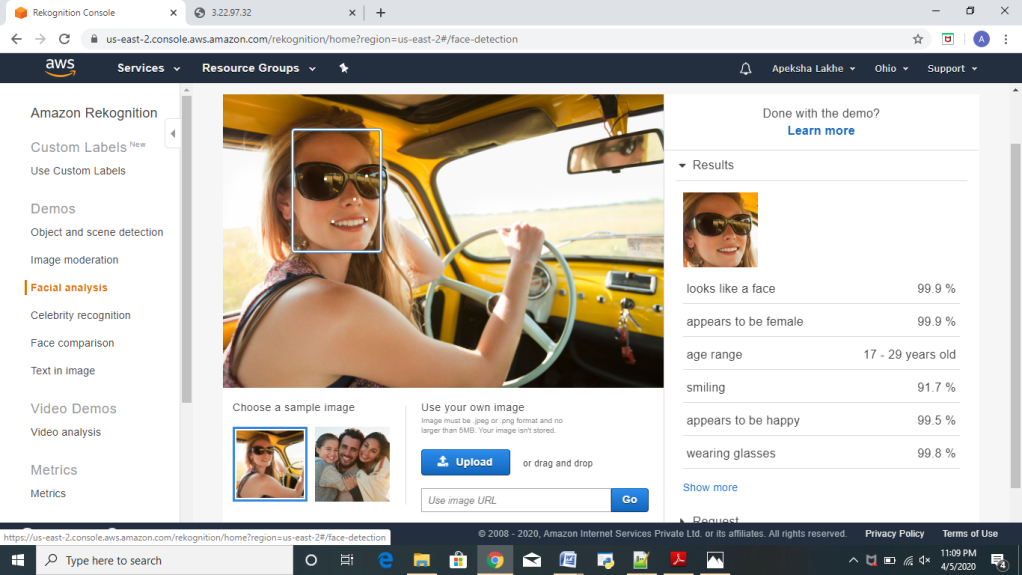 Rekognition Console
3.22.97.32
us-east-2.console.aws.amazon.com/rekognition/home?region=us-east-2#/face-detection
A
aws
Services
Resource Groups
Apeksha Lakhe
Ohio
Support
Amazon Rekognition
Custom Labels New
Use Custom Labels
Demos
Object and scene detection
Image moderation
Facial analysis
Celebrity recognition
Face comparison
Text in image
Video Demos
Video analysis
Metrics
Metrics
Choose a sample image
Use your own image
Image must be .jpeg or .png format and no
larger than 5MB. Your image isn't stored.
Upload
or drag and drop
Use image URL
Go
Done with the demo?
Learn more
Results
looks like a face 99.9 %
appears to be female 99.9 %
age range 17 - 29 years old
smiling 91.7 %
appears to be happy 99.5 %
wearing glasses 99.8 %
Show more
Request
https://us-east-2.console.aws.amazon.com/rekognition/home?region=us-east-2#/face-detection
© 2008 - 2020, Amazon Internet Services Private Ltd. or its affiliates. All rights reserved.
Privacy Policy
Terms of Use
Type here to search
11:09 PM
4/5/2020
4